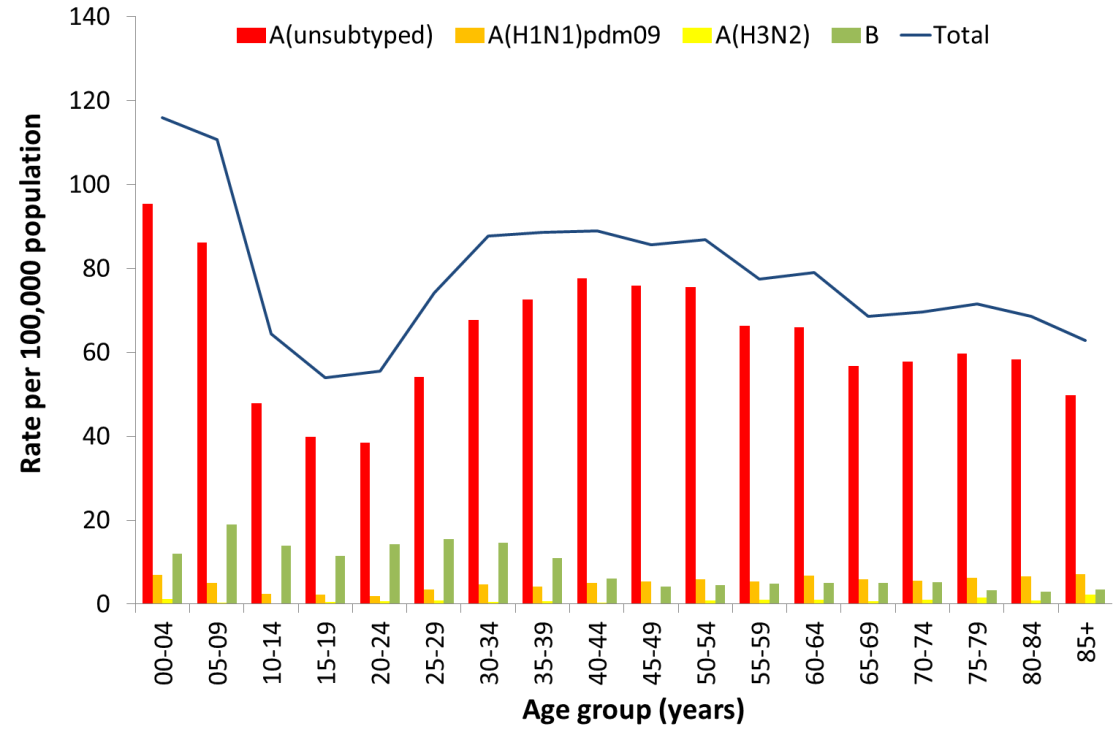 140
A(unsubtyped) A(H1N1)pdm09 A(H3N2) B Total
120
100
80
60
40
20
0
Rate per 100,000 population
00-04 05-09 10-14 15-19 20-24 25-29 30-34 35-39 40-44 45-49 50-54 55-59 60-64 65-69 70-74 75-79 80-84 85+
Age group (years)